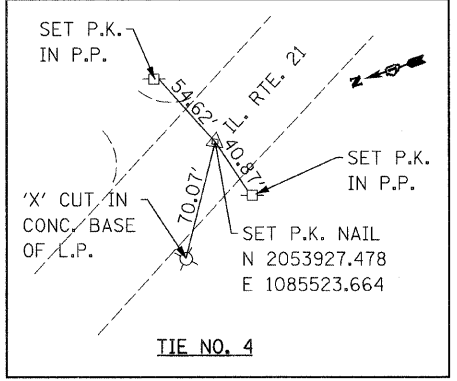 SET P.K.
IN P.P.
54.62'
IL. RTE. 21
N
40.87'
SET P.K.
IN P.P.
70.07'
'X' CUT IN
CONC. BASE
OF L.P.
SET P.K. NAIL
N 2053927.478
E 1085523.664
TIE NO. 4